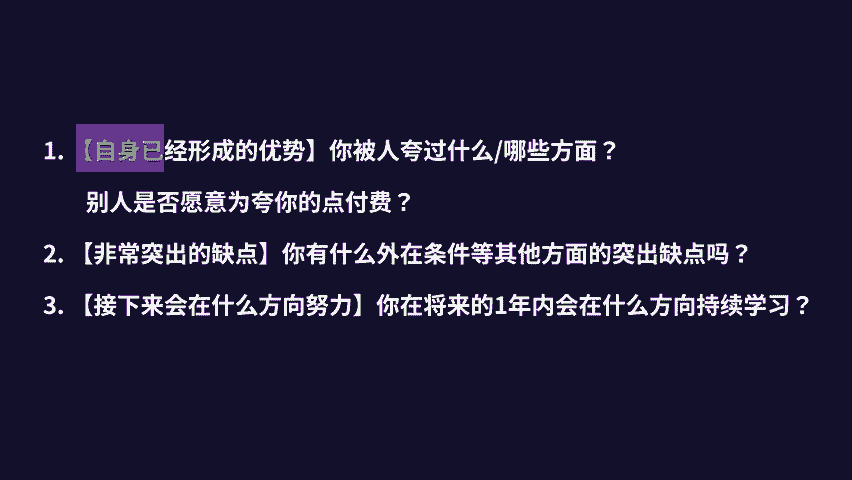 1. 【自身已经形成的优势】你被人夸过什么/哪些方面？
别人是否愿意为夸你的点付费？
2. 【非常突出的缺点】你有什么外在条件等其他方面的突出缺点吗？
3. 【接下来会在什么方向努力】你在将来的1年内会在什么方向持续学习？